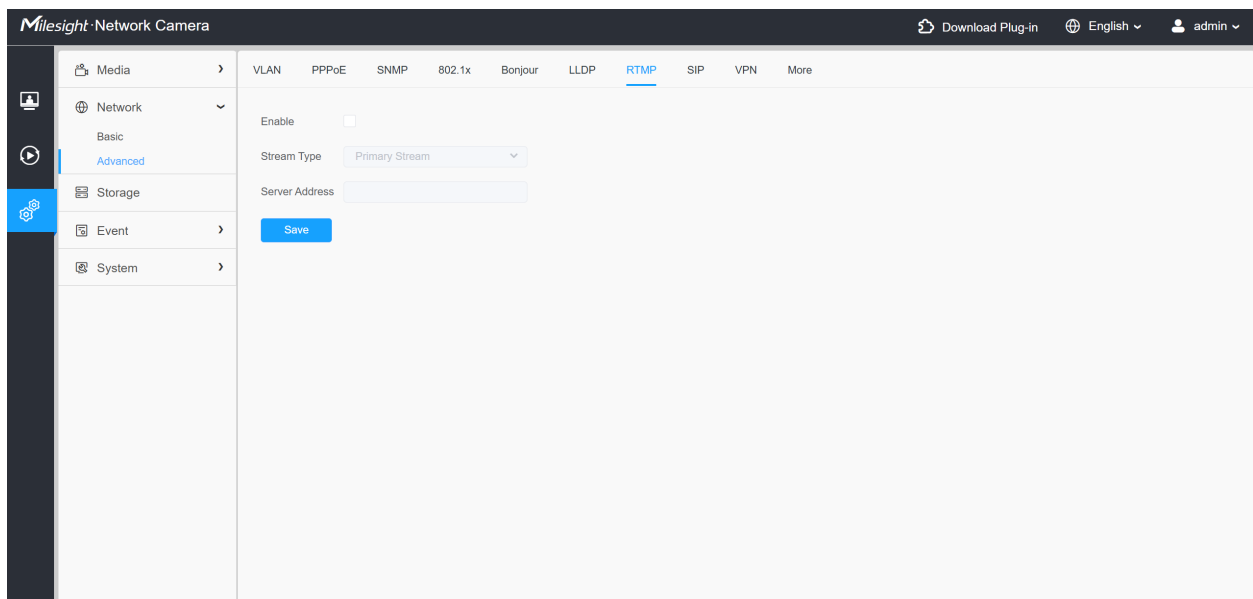 Milesight·Network Camera
Download Plug-in
English
admin
Media
Network
Basic
Advanced
Storage
Event
System
VLAN PPPoE SNMP 802.1x Bonjour LLDP RTMP SIP VPN More
Enable
Stream Type Primary Stream
Server Address
Save